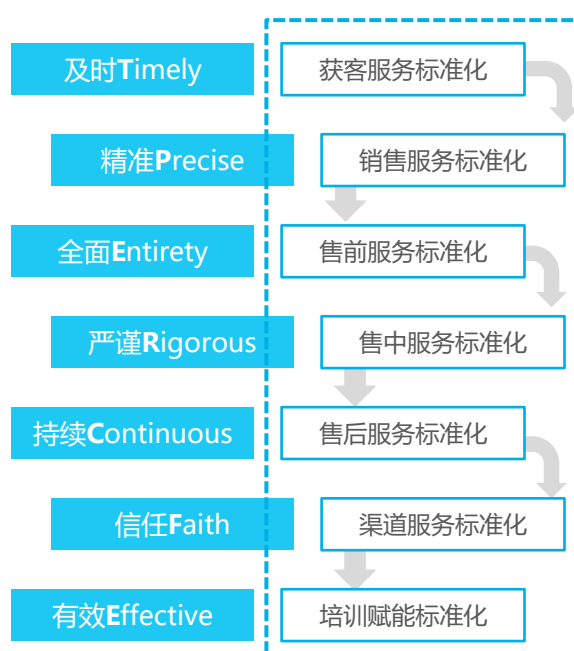 及时Timely 获客服务标准化
精准Precise 销售服务标准化
全面Entirety 售前服务标准化
严谨Rigorous 售中服务标准化
持续Continuous 售后服务标准化
信任Faith 渠道服务标准化
有效Effective 培训赋能标准化